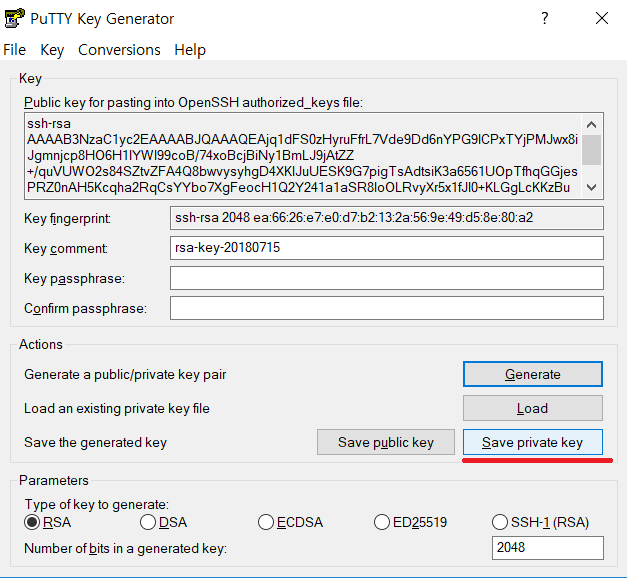 PuTTY Key Generator
File Key Conversions Help
Key
Public key for pasting into OpenSSH authorized_keys file:
ssh-rsa
AAAAB3NzaC1yc2EAAAABJQAAAQEAjq1dFS0zHyruFfrL7Vde9Dd6nYPG9lCPxTYjPMJwx8i
Jgmnjcp8HO6H1lYWl99coB/74xoBcjBiNy1BmLJ9jAtZZ
+/quVUWO2s84SZtvZFA4Q8bwvysyhgD4XKlJuUESK9G7pigTsAdtsiK3a6561UOpTfhqGGjes
PRZ0nAH5Kcqha2RqCsYYbo7XgFeocH1Q2Y241a1aSR8loOLRvyXr5x1fJl0+KLGgLcKKzBu
Key fingerprint: ssh-rsa 2048 ea:66:26:e7:e0:d7:b2:13:2a:56:9e:49:d5:8e:80:a2
Key comment: rsa-key-20180715
Key passphrase:
Confirm passphrase:
Actions
Generate a public/private key pair Generate
Load an existing private key file Load
Save the generated key Save public key Save private key
Parameters
Type of key to generate:
RSA DSA ECDSA ED25519 SSH-1 (RSA)
Number of bits in a generated key: 2048